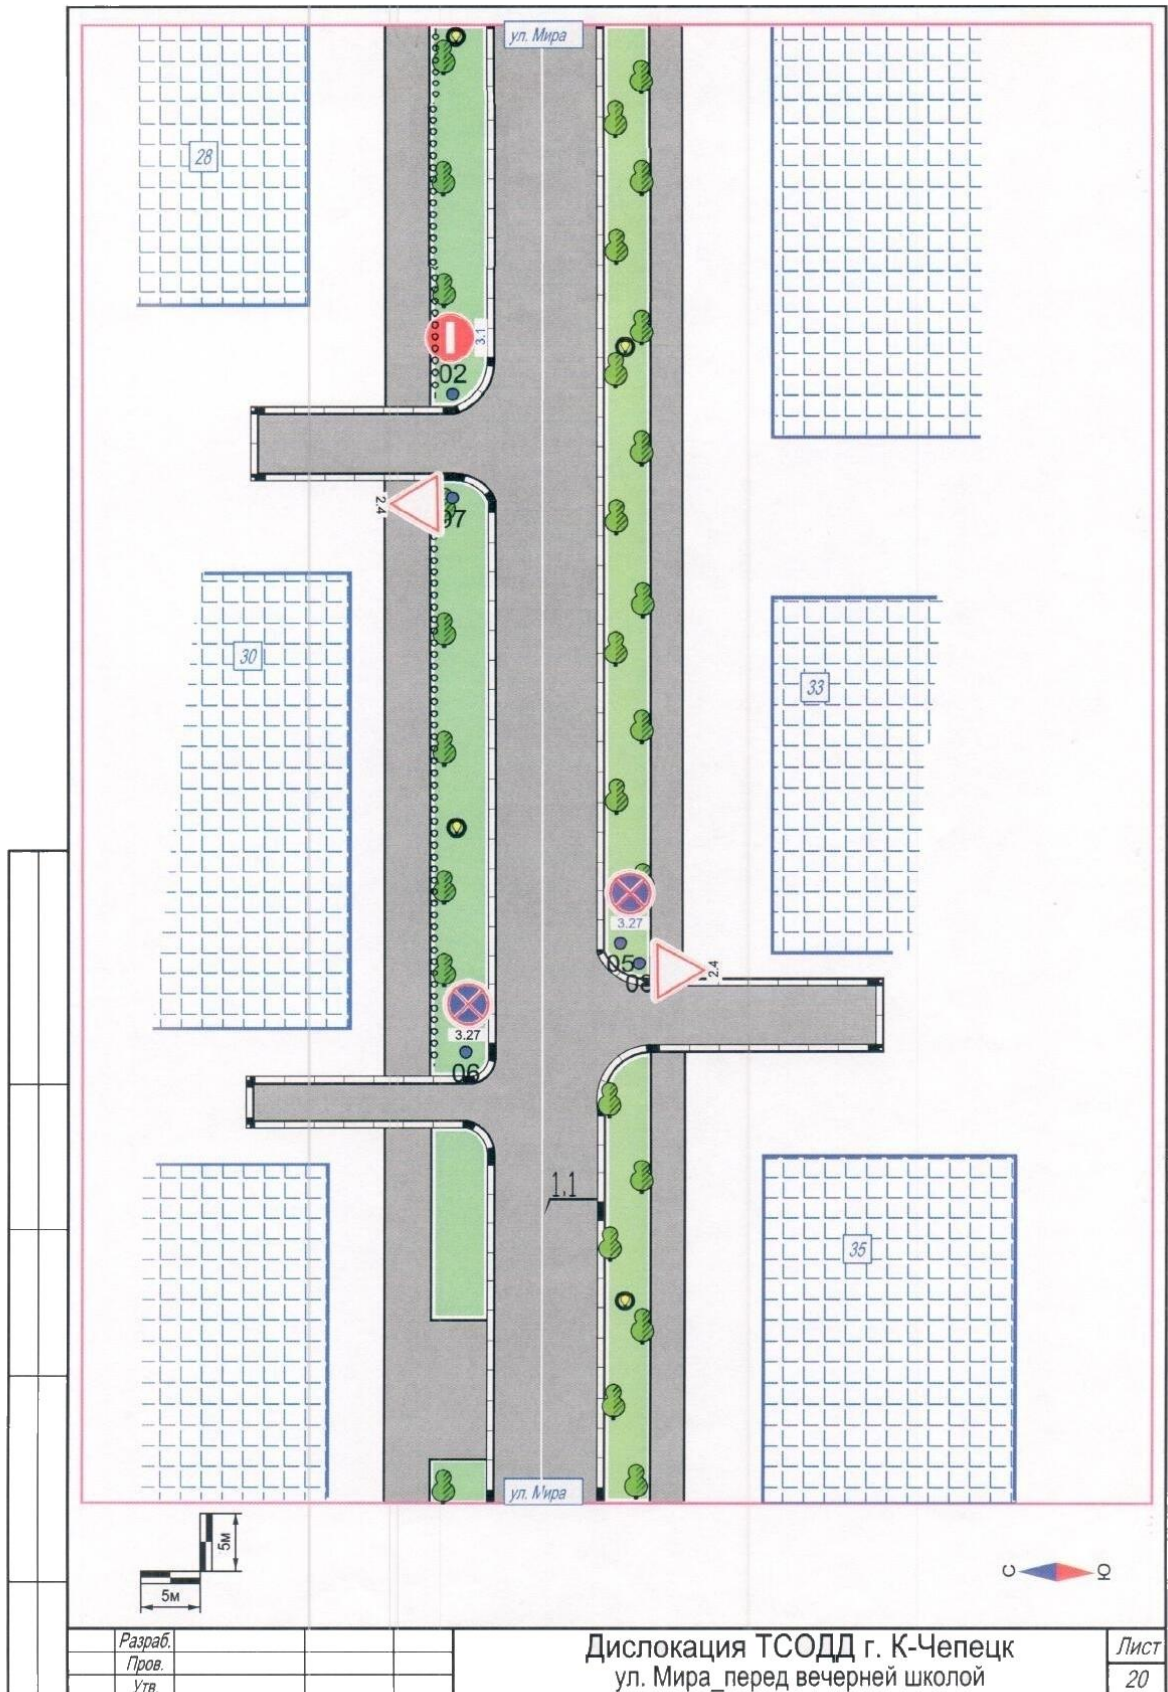 ул. Мира
28
3.1
02
2.4
07
30
33
3.27
05
2.4
08
3.27
06
1.1
35
ул. Мира
5м
5м
С
Ю
Разраб.
Пров.
Утв.
Дислокация ТСОДД г. К-Чепецк
ул. Мира_перед вечерней школой
Лист
20